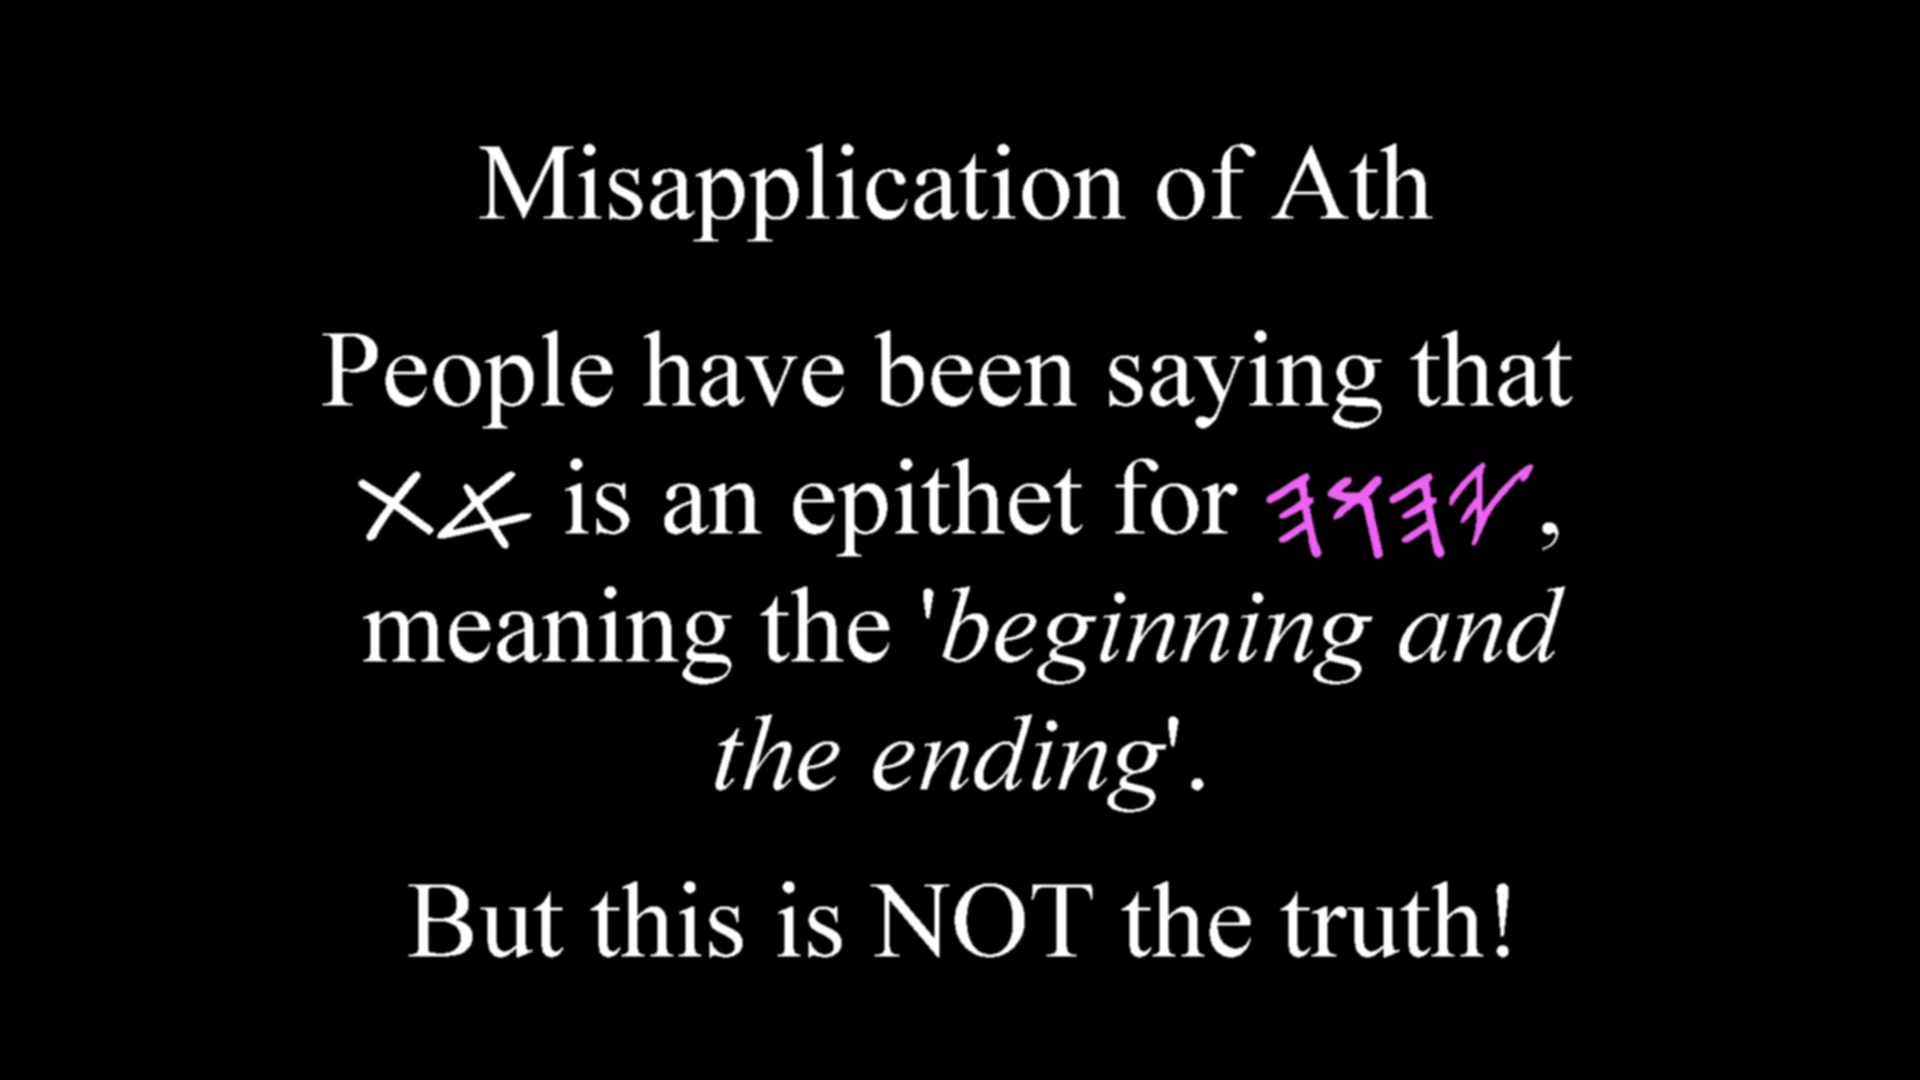 Misapplication of Ath
People have been saying that
𐤀𐤕 is an epithet for 𐤉𐤄𐤅𐤄,
meaning the 'beginning and
the ending'.
But this is NOT the truth!